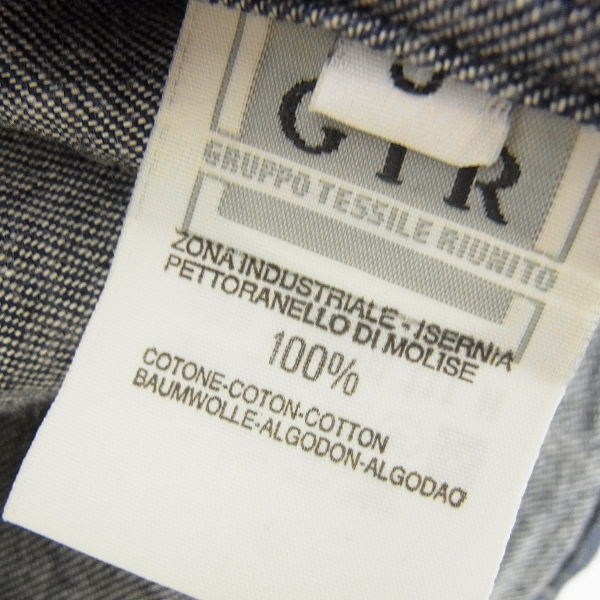 GTR
GRUPPO TESSILE RIUNITO
ZONA INDUSTRIALE - ISERNIA
PETTORANELLO DI MOLISE
100%
COTONE-COTON-COTTON
BAUMWOLLE-ALGODON-ALGODAO